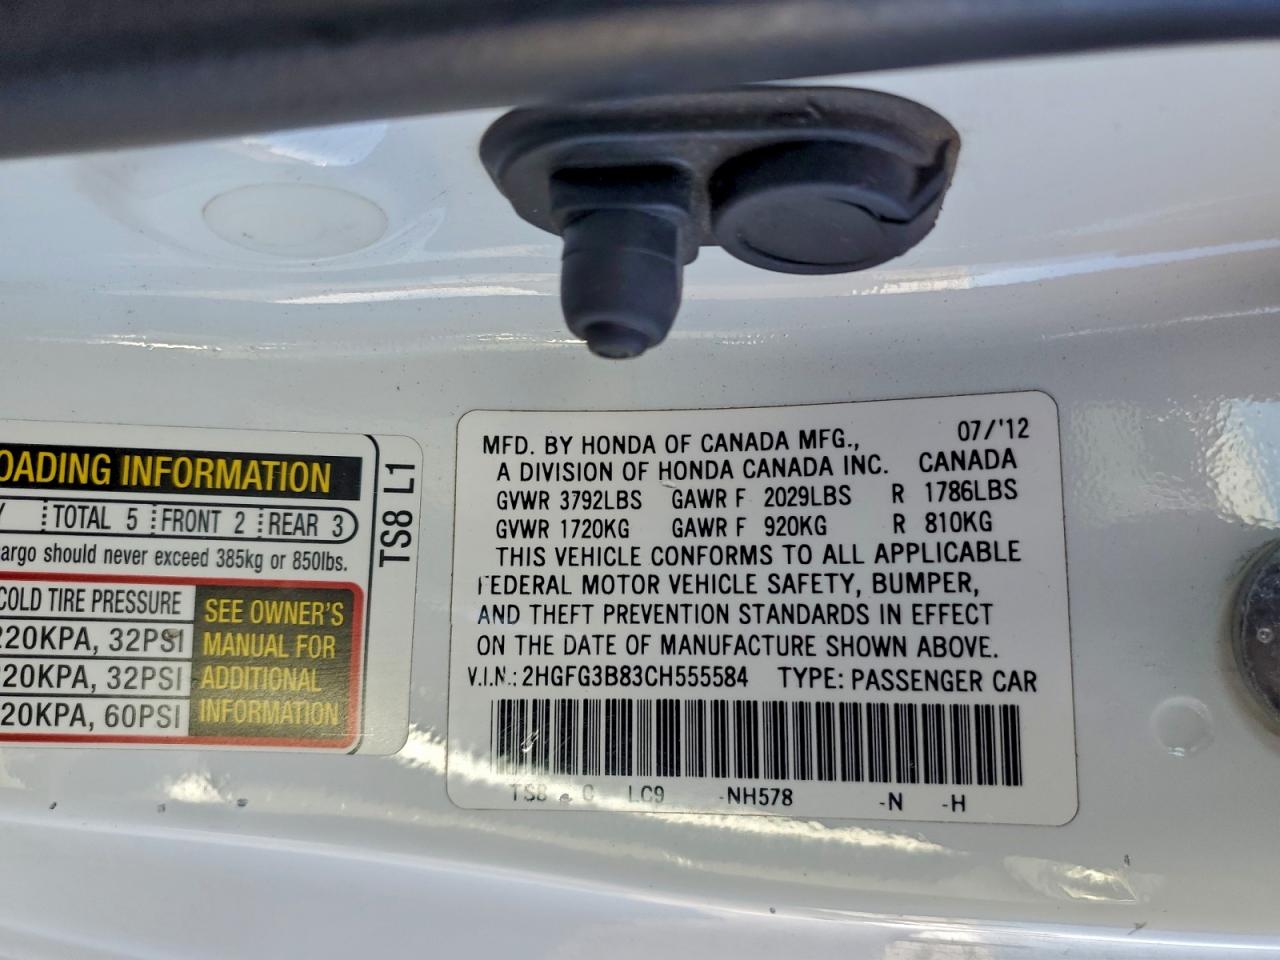 OADING INFORMATION
TOTAL 5 FRONT 2 REAR 3
argo should never exceed 385kg or 850lbs.
COLD TIRE PRESSURE
220KPA, 32PSI
20KPA, 32PSI
20KPA, 60PSI
SEE OWNER'S
MANUAL FOR
ADDITIONAL
INFORMATION
TS8 L1
MFD. BY HONDA OF CANADA MFG., 07/'12
A DIVISION OF HONDA CANADA INC. CANADA
GVWR 3792LBS GAWR F 2029LBS R 1786LBS
GVWR 1720KG GAWR F 920KG R 810KG
THIS VEHICLE CONFORMS TO ALL APPLICABLE
FEDERAL MOTOR VEHICLE SAFETY, BUMPER,
AND THEFT PREVENTION STANDARDS IN EFFECT
ON THE DATE OF MANUFACTURE SHOWN ABOVE.
V.I.N.: 2HGFG3B83CH555584 TYPE: PASSENGER CAR
TS8 C LC9 -NH578 -N -H